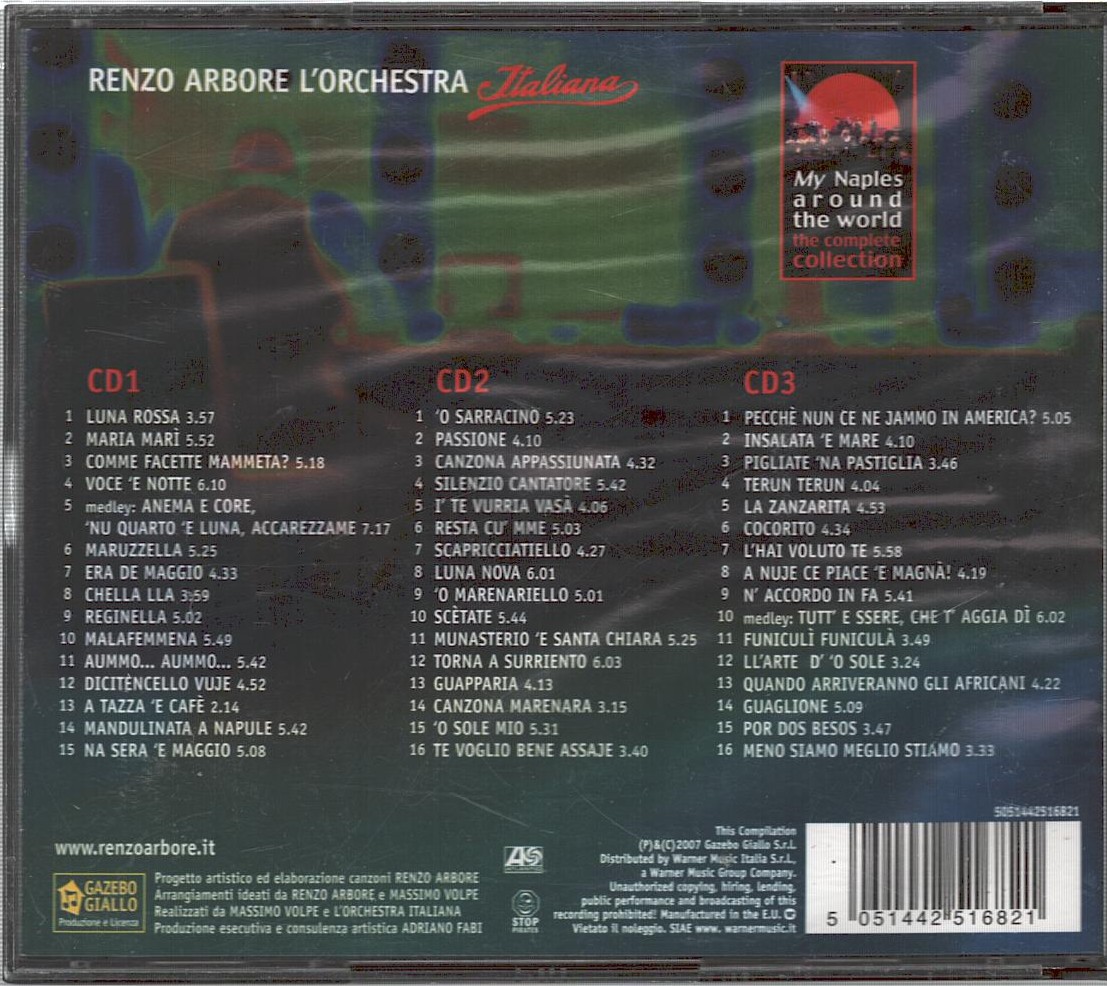 RENZO ARBORE L'ORCHESTRA Italiana
My Naples
around
the world
the complete
collection
CD1
1 LUNA ROSSA 3.57
2 MARIA MARÌ 5.52
3 COMME FACETTE MAMMETA? 5.18
4 VOCE 'E NOTTE 6.10
5 medley: ANEMA E CORE,
'NU QUARTO 'E LUNA, ACCAREZZAME 7.17
6 MARUZZELLA 5.25
7 ERA DE MAGGIO 4.33
8 CHELLA LLA 3.59
9 REGINELLA 5.02
10 MALAFEMMENA 5.49
11 AUMMO... AUMMO... 5.42
12 DICITÈNCELLO VUJE 4.52
13 A TAZZA 'E CAFÈ 2.14
14 MANDULINATA A NAPULE 5.42
15 NA SERA 'E MAGGIO 5.08
CD2
1 'O SARRACINO 5.23
2 PASSIONE 4.10
3 CANZONA APPASSIUNATA 4.32
4 SILENZIO CANTATORE 5.42
5 I' TE VURRIA VASÀ 4.06
6 RESTA CU' MME 5.03
7 SCAPRICCIATIELLO 4.27
8 LUNA NOVA 6.01
9 'O MARENARIELLO 5.01
10 SCÈTATE 5.44
11 MUNASTERIO 'E SANTA CHIARA 5.25
12 TORNA A SURRIENTO 6.03
13 GUAPPARIA 4.13
14 CANZONA MARENARA 3.15
15 'O SOLE MIO 5.31
16 TE VOGLIO BENE ASSAJE 3.40
CD3
1 PECCHÈ NUN CE NE JAMMO IN AMERICA? 5.05
2 INSALATA 'E MARE 4.10
3 PIGLIATE 'NA PASTIGLIA 3.46
4 TERUN TERUN 4.04
5 LA ZANZARITA 4.53
6 COCORITO 4.34
7 L'HAI VOLUTO TE 5.58
8 A NUJE CE PIACE 'E MAGNÀ! 4.19
9 N' ACCORDO IN FA 5.41
10 medley: TUTT' E SSERE, CHE T' AGGIA DÌ 6.02
11 FUNICULÌ FUNICULÀ 3.49
12 LL'ARTE D' 'O SOLE 3.24
13 QUANDO ARRIVERANNO GLI AFRICANI 4.22
14 GUAGLIONE 5.09
15 POR DOS BESOS 3.47
16 MENO SIAMO MEGLIO STIAMO 3.33
www.renzoarbore.it
GAZEBO
GIALLO
Produzione e Licenza
Progetto artistico ed elaborazione canzoni RENZO ARBORE
Arrangiamenti ideati da RENZO ARBORE e MASSIMO VOLPE
Realizzati da MASSIMO VOLPE e L'ORCHESTRA ITALIANA
Produzione esecutiva e consulenza artistica ADRIANO FABI
ATLANTIC
STOP
PIRATES
This Compilation
(P)&(C)2007 Gazebo Giallo S.r.L
Distributed by Warner Music Italia S.r.L,
a Warner Music Group Company.
Unauthorized copying, hiring, lending,
public performance and broadcasting of this
recording prohibited! Manufactured in the E.U.
Vietato il noleggio. SIAE www. warnermusic.it
5051442516821
5 051442 516821